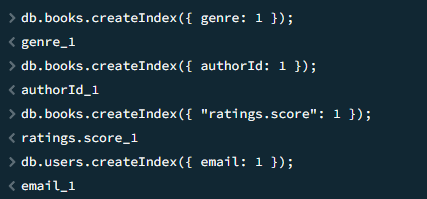 > db.books.createIndex({ genre: 1 });
< genre_1
> db.books.createIndex({ authorId: 1 });
< authorId_1
> db.books.createIndex({ "ratings.score": 1 });
< ratings.score_1
> db.users.createIndex({ email: 1 });
< email_1